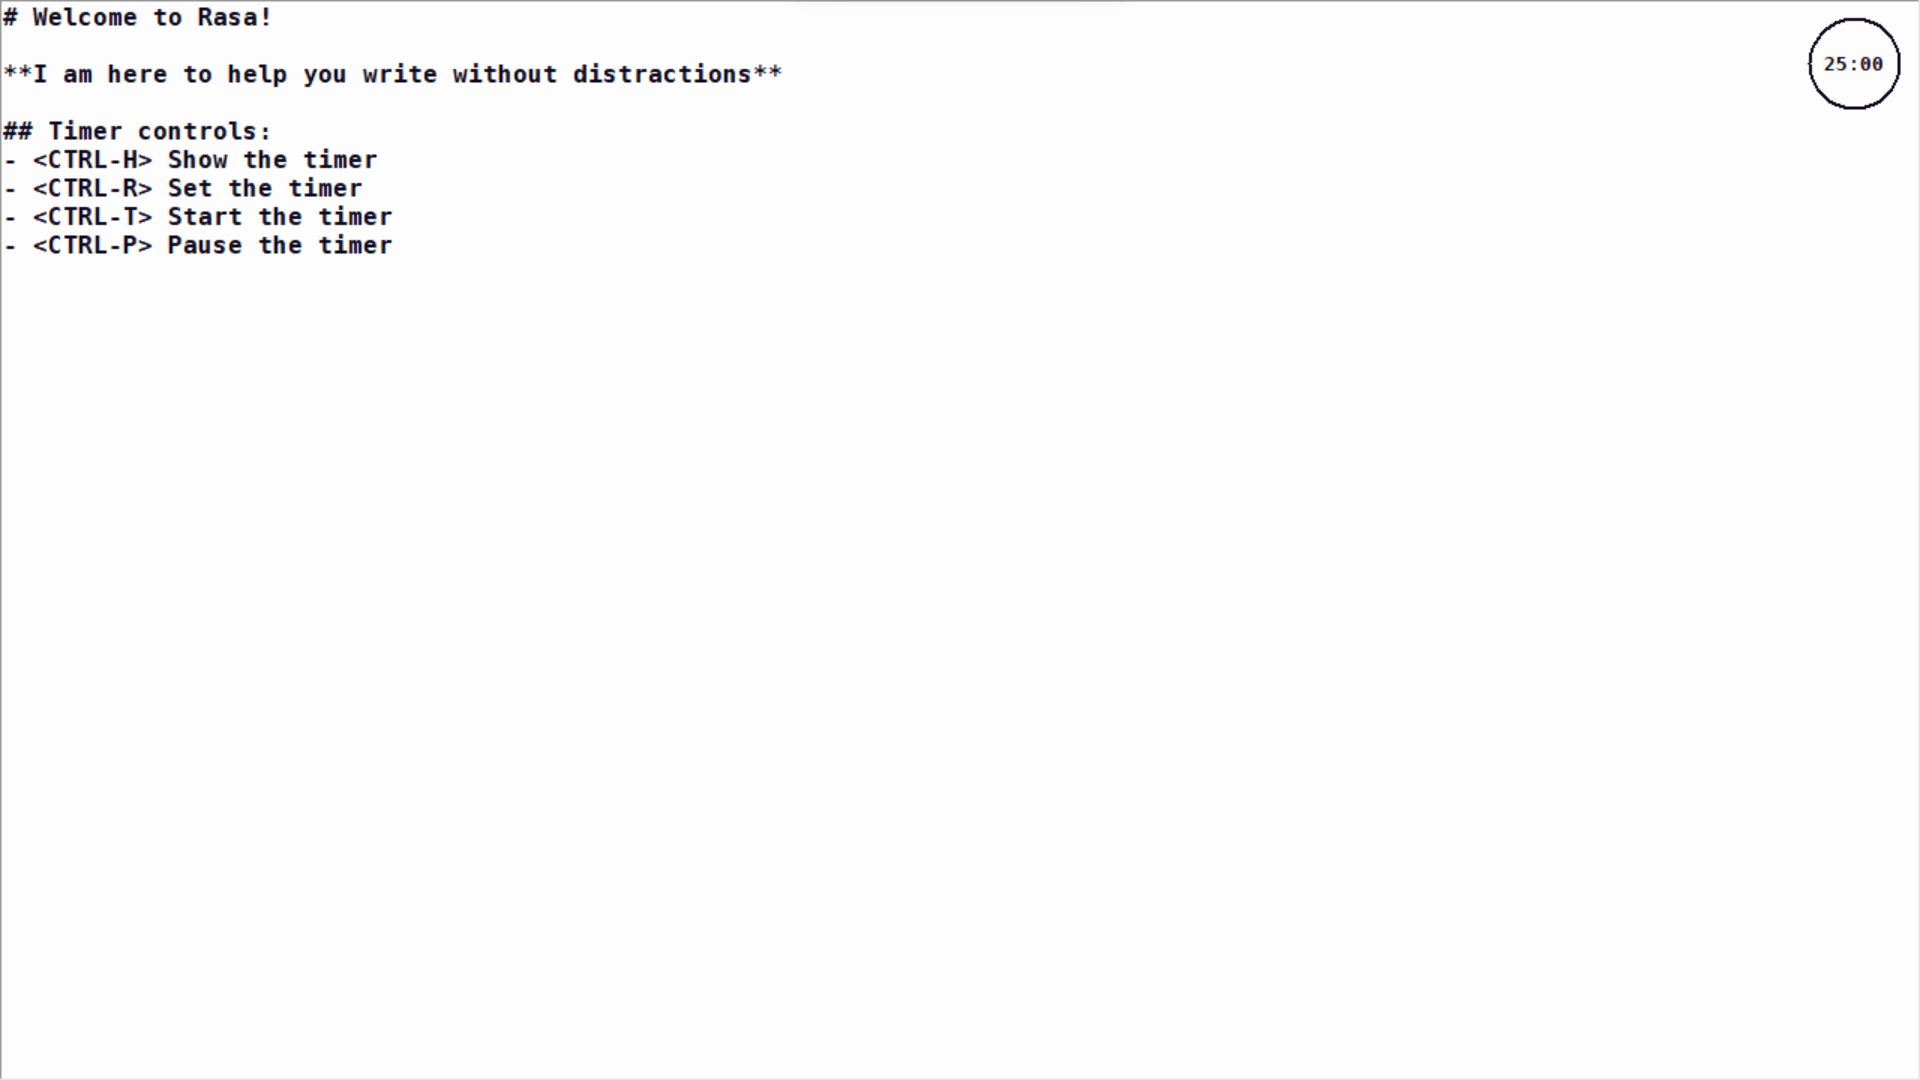 # Welcome to Rasa!
25:00
**I am here to help you write without distractions**
## Timer controls:
- <CTRL-H> Show the timer
- <CTRL-R> Set the timer
- <CTRL-T> Start the timer
- <CTRL-P> Pause the timer